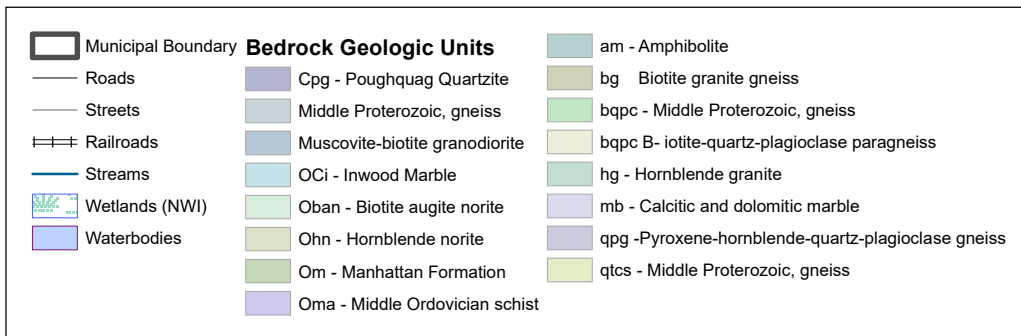 Municipal Boundary
Roads
Streets
Railroads
Streams
Wetlands (NWI)
Waterbodies
Bedrock Geologic Units
Cpg - Poughquag Quartzite
Middle Proterozoic, gneiss
Muscovite-biotite granodiorite
OCi - Inwood Marble
Oban - Biotite augite norite
Ohn - Hornblende norite
Om - Manhattan Formation
Oma - Middle Ordovician schist
am - Amphibolite
bg Biotite granite gneiss
bqpc - Middle Proterozoic, gneiss
bqpc B- iotite-quartz-plagioclase paragneiss
hg - Hornblende granite
mb - Calcitic and dolomitic marble
qpg -Pyroxene-hornblende-quartz-plagioclase gneiss
qtcs - Middle Proterozoic, gneiss